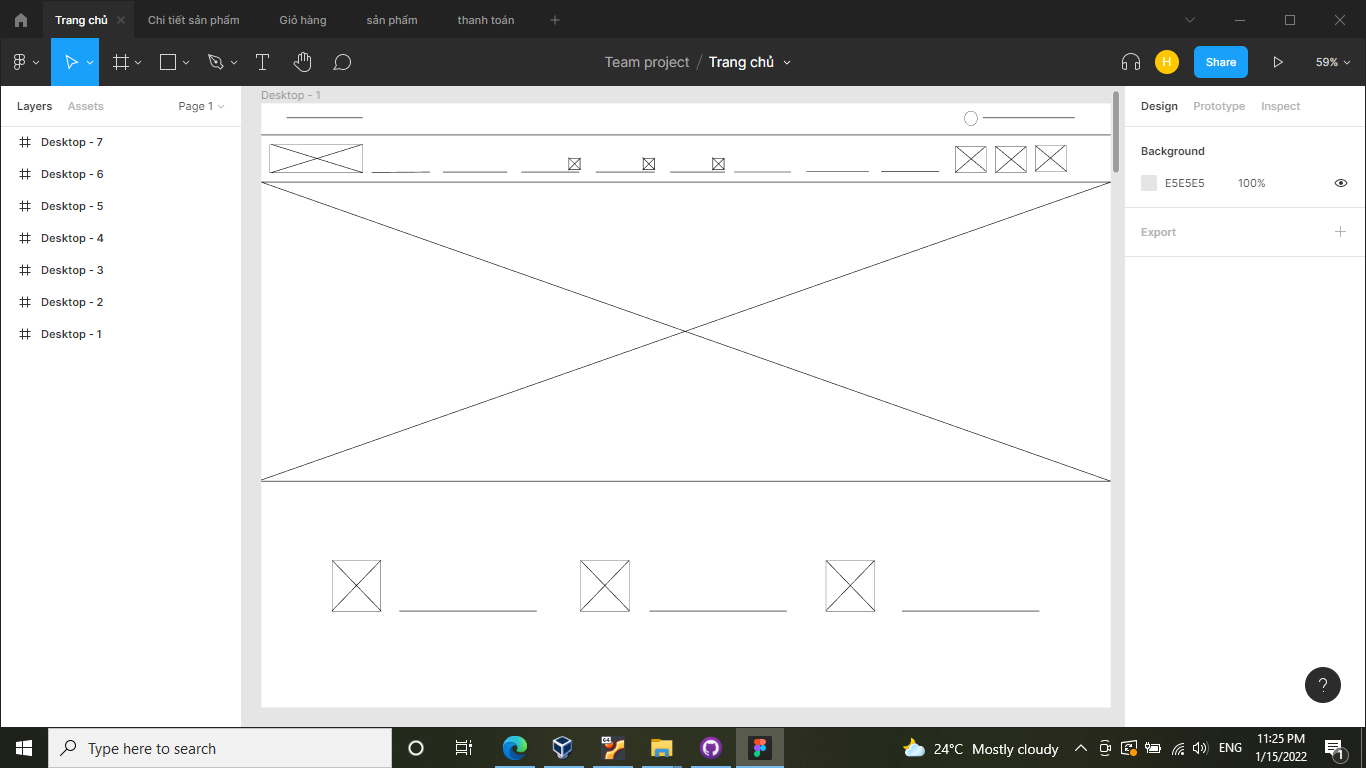 Trang chủ
Chi tiết sản phẩm
Giỏ hàng
sản phẩm
thanh toán
Team project / Trang chủ
H
Share
59%
Layers
Assets
Page 1
Desktop - 7
Desktop - 6
Desktop - 5
Desktop - 4
Desktop - 3
Desktop - 2
Desktop - 1
Desktop - 1
Design
Prototype
Inspect
Background
E5E5E5
100%
Export
?
Type here to search
64
24°C Mostly cloudy
ENG
11:25 PM
1/15/2022
1